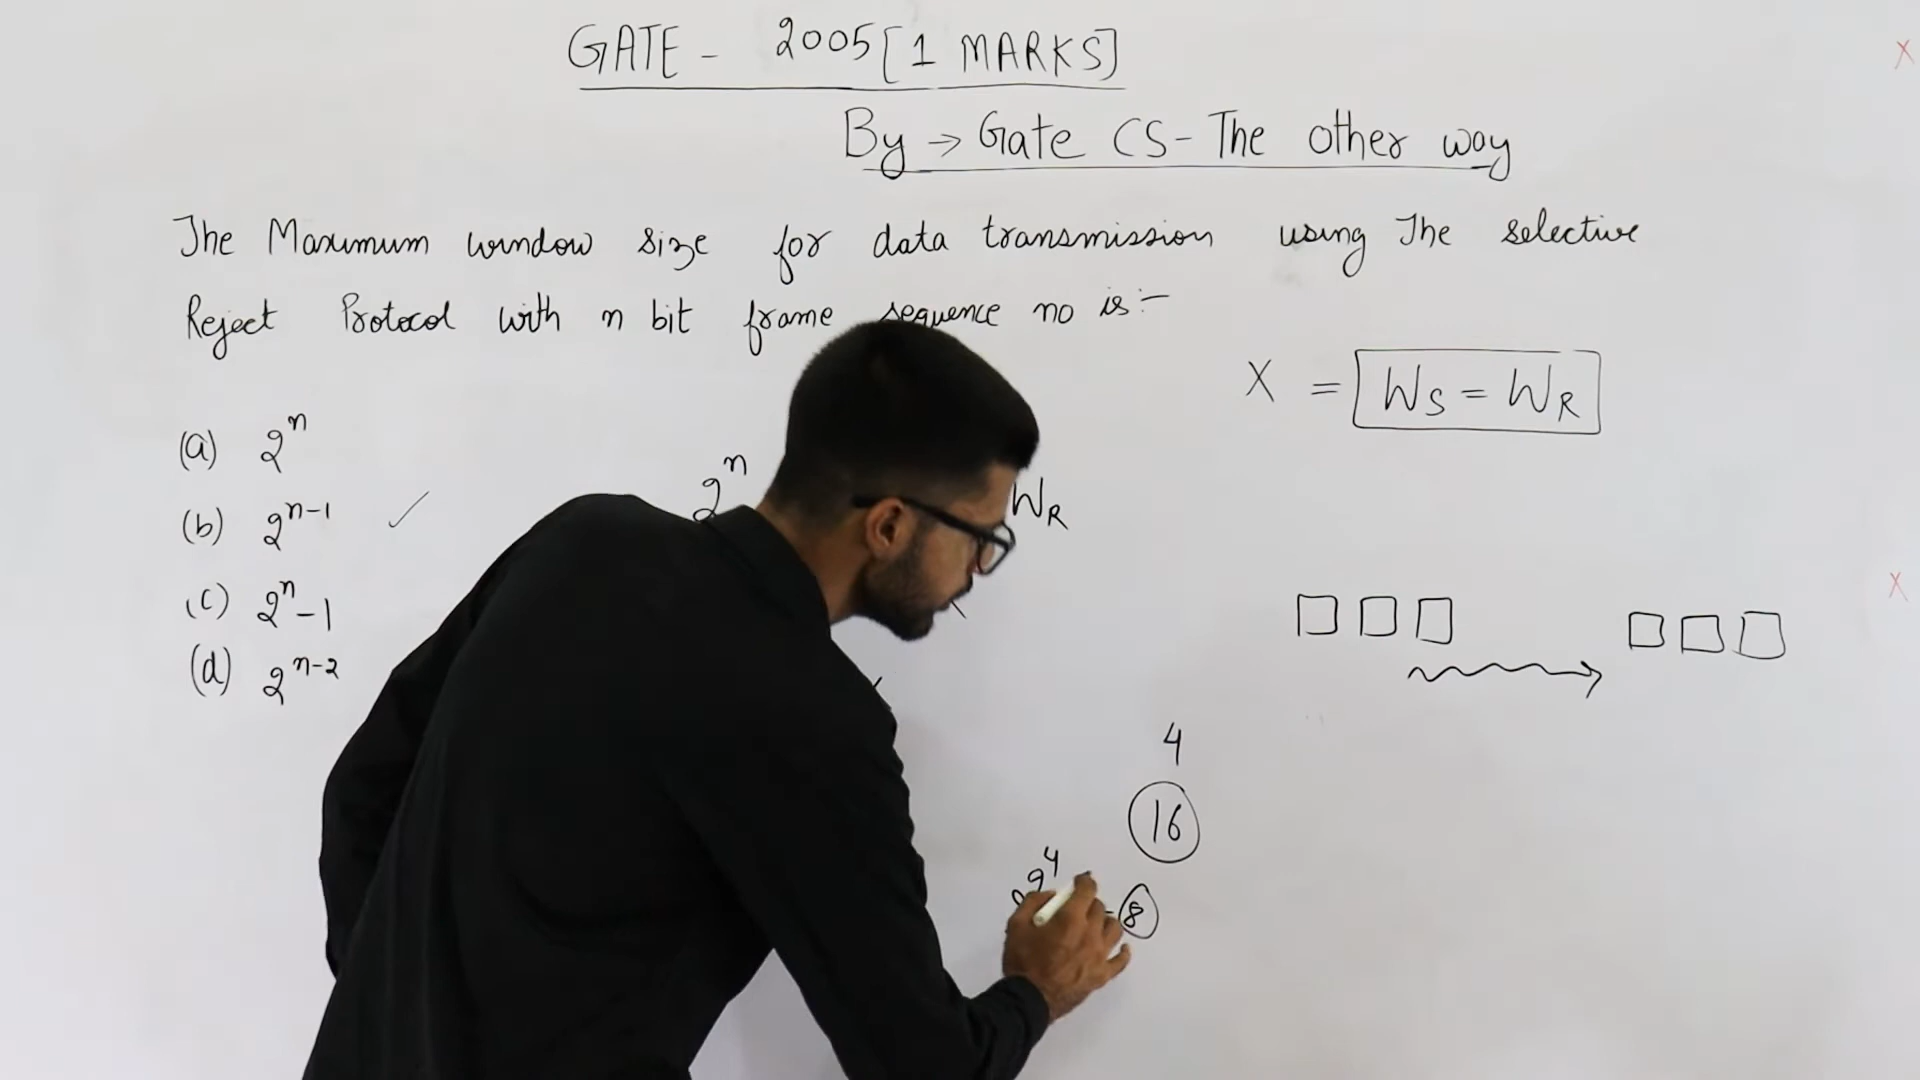 GATE - 2005 [1 MARKS]
By → Gate CS - The other way
The Maximum window size for data transmission using The selective
Reject Protocol with n bit frame sequence no is :-
X = WS = WR
(a) 2^n
(b) 2^n-1 ✓
(c) 2^n - 1
(d) 2^n-2
2^n
WR
4
16
2^4
8
X
X